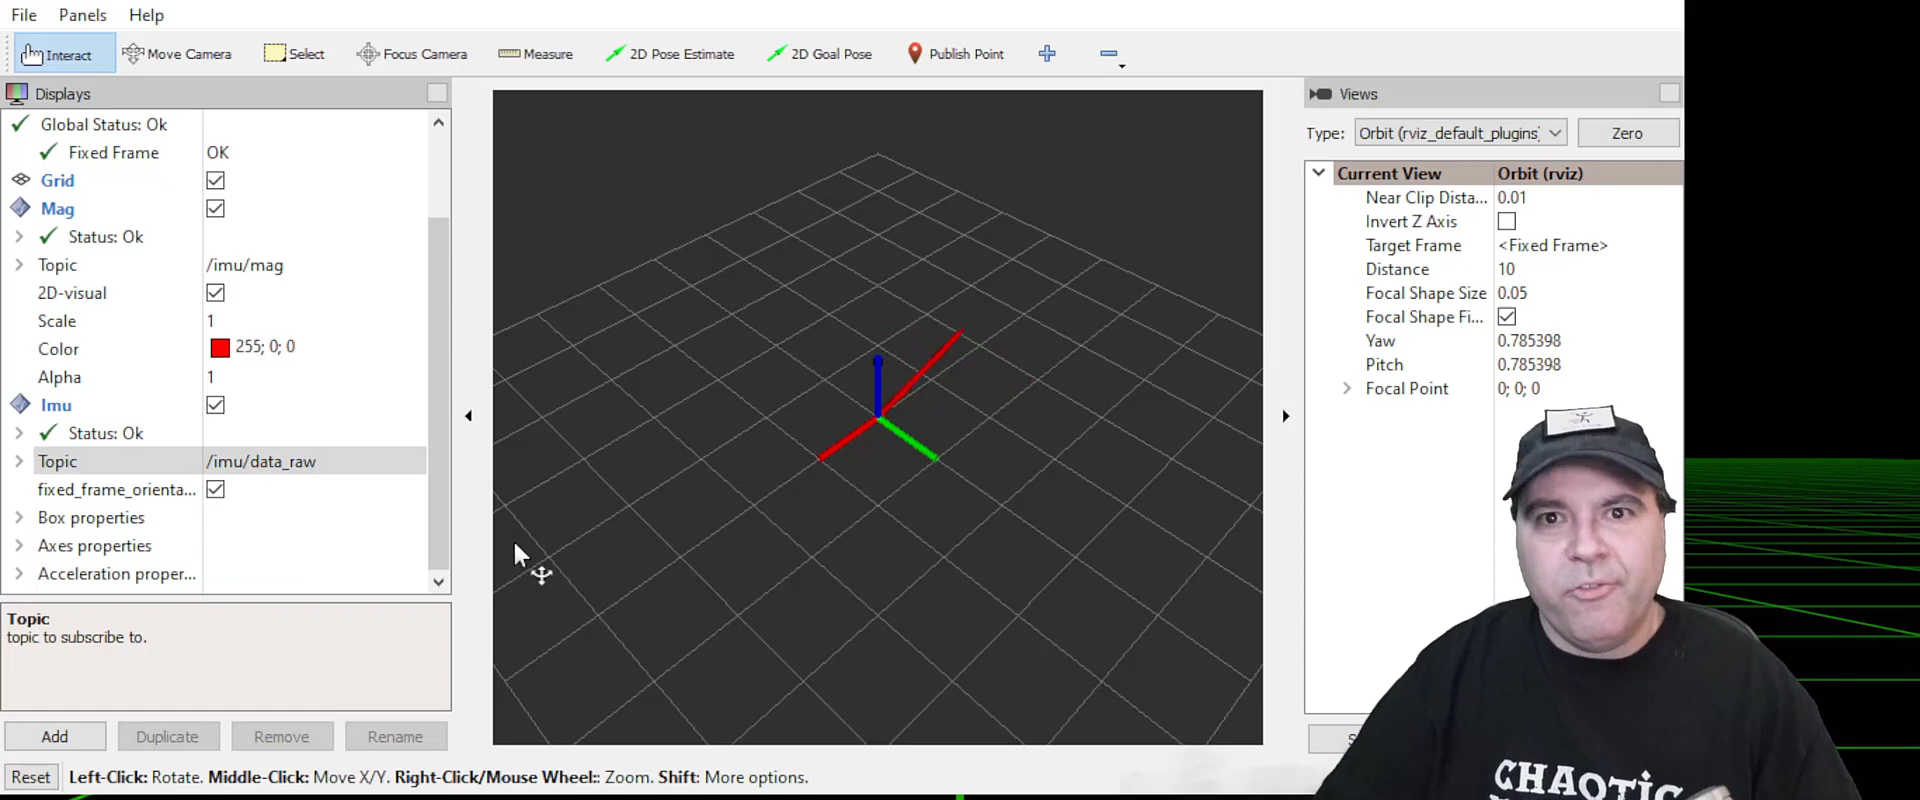 File Panels Help
Interact Move Camera Select Focus Camera Measure 2D Pose Estimate 2D Goal Pose Publish Point
Displays
Global Status: Ok
Fixed Frame OK
Grid
Mag
Status: Ok
Topic /imu/mag
2D-visual
Scale 1
Color 255; 0; 0
Alpha 1
Imu
Status: Ok
Topic /imu/data_raw
fixed_frame_orienta...
Box properties
Axes properties
Acceleration proper...
Topic
topic to subscribe to.
Add Duplicate Remove Rename
Reset Left-Click: Rotate. Middle-Click: Move X/Y. Right-Click/Mouse Wheel:: Zoom. Shift: More options.
Views
Type: Orbit (rviz_default_plugins) Zero
Current View Orbit (rviz)
Near Clip Dista... 0.01
Invert Z Axis
Target Frame <Fixed Frame>
Distance 10
Focal Shape Size 0.05
Focal Shape Fi...
Yaw 0.785398
Pitch 0.785398
Focal Point 0; 0; 0
CHAOTIC